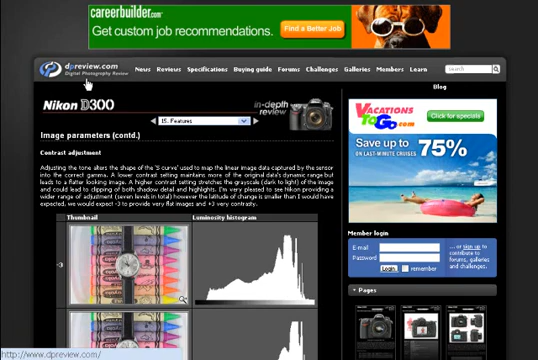 careerbuilder.com
Get custom job recommendations.
Find a Better Job
dpreview.com
Digital Photography Review
News Reviews Specifications Buying guide Forums Challenges Galleries Members Learn
search
Blog
Nikon D300
in-depth review
15. Features
Image parameters (contd.)
Contrast adjustment
Adjusting the tone alters the shape of the 'S curve' used to map the linear image data captured by the sensor
into the correct gamma. A lower contrast setting maintains more of the original data's dynamic range but
leads to a flatter looking image. A higher contrast setting stretches the grayscale (dark to light) of the image
and could lead to clipping of both shadow detail and highlights. I'm very pleased to see Nikon providing a
wider range of adjustment (seven levels in total) however the latitude of change is smaller than I would have
expected, we would expect -3 to provide very flat images and +3 very contrasty.
Thumbnail
Luminosity histogram
-3
VACATIONS
To Go.com
Click for specials
Save up to
75%
ON LAST-MINUTE CRUISES
Member login
E-mail
Password
Login
remember
... or sign up to
contribute to
forums, galleries
and challenges.
Pages
http://www.dpreview.com/